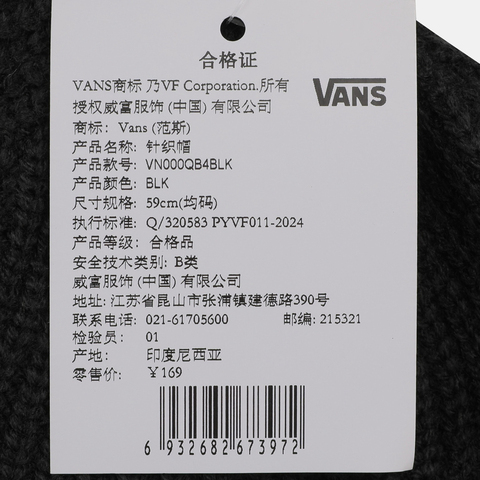 合格证
VANS商标 乃VF Corporation.所有
VANS
授权威富服饰 (中国) 有限公司
商标: Vans (范斯)
产品名称: 针织帽
产品款号: VN000QB4BLK
产品颜色: BLK
尺寸规格: 59cm(均码)
执行标准: Q/320583 PYVF011-2024
产品等级: 合格品
安全技术类别: B类
威富服饰 (中国) 有限公司
地址: 江苏省昆山市张浦镇建德路390号
联系电话: 021-61705600 邮编: 215321
检验员: 01
产地: 印度尼西亚
零售价: ￥169
6 932682 673972